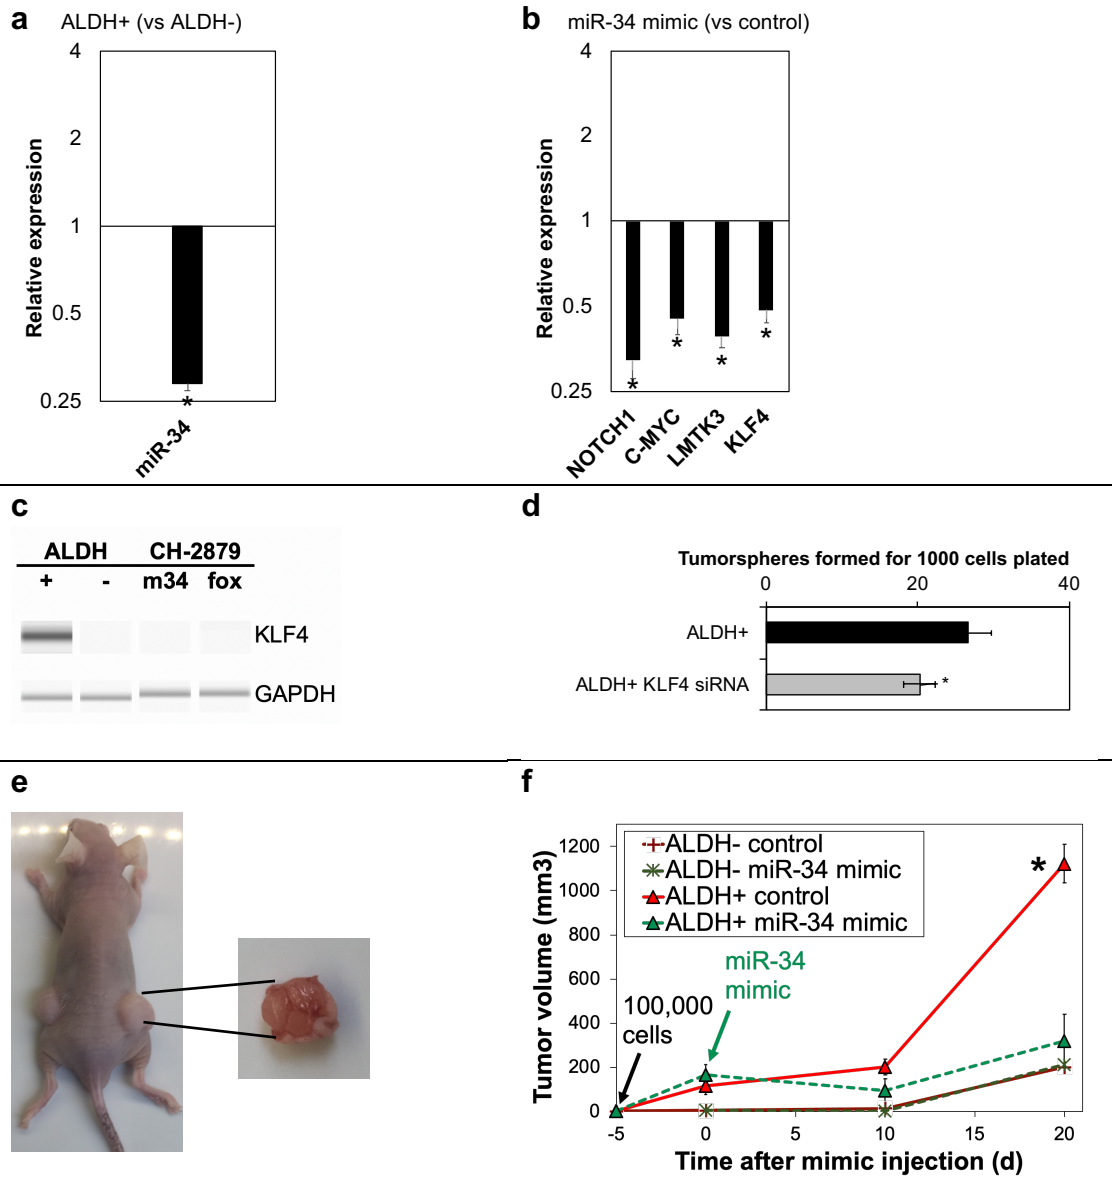 a ALDH+ (vs ALDH-)
4
2
1
0.5
0.25
Relative expression
*
miR-34
b miR-34 mimic (vs control)
4
2
1
0.5
0.25
Relative expression
* * * *
NOTCH1 C-MYC LMTK3 KLF4
c
ALDH CH-2879
+ - m34 fox
KLF4
GAPDH
d
Tumorspheres formed for 1000 cells plated
0 20 40
ALDH+
ALDH+ KLF4 siRNA *
e
f
Tumor volume (mm3)
1200
1000
800
600
400
200
0
ALDH- control
ALDH- miR-34 mimic
ALDH+ control
ALDH+ miR-34 mimic
*
miR-34
mimic
100,000
cells
-5 0 5 10 15 20
Time after mimic injection (d)